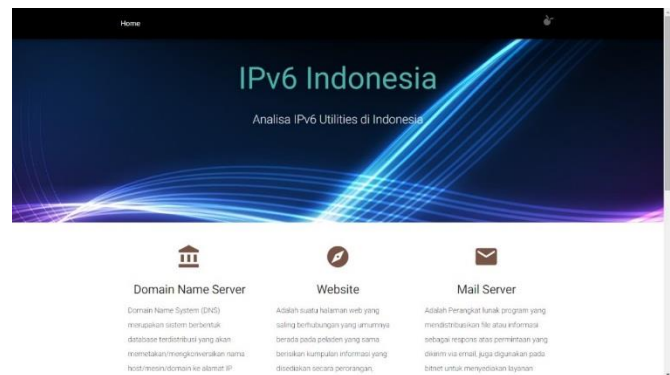 Home
IPv6 Indonesia
Analisa IPv6 Utilities di Indonesia
Domain Name Server
Domain Name System (DNS)
merupakan sistem berbentuk
database terdistribusi yang akan
memetakan/mengkonversikan nama
host/mesin/domain ke alamat IP
Website
Adalah suatu halaman web yang
saling berhubungan yang umumnya
berada pada peladen yang sama
berisikan kumpulan informasi yang
disediakan secara perorangan,
Mail Server
Adalah Perangkat lunak program yang
mendistribusikan file atau informasi
sebagai respons atas permintaan yang
dikirim via email, juga digunakan pada
bitnet untuk menyediakan layanan